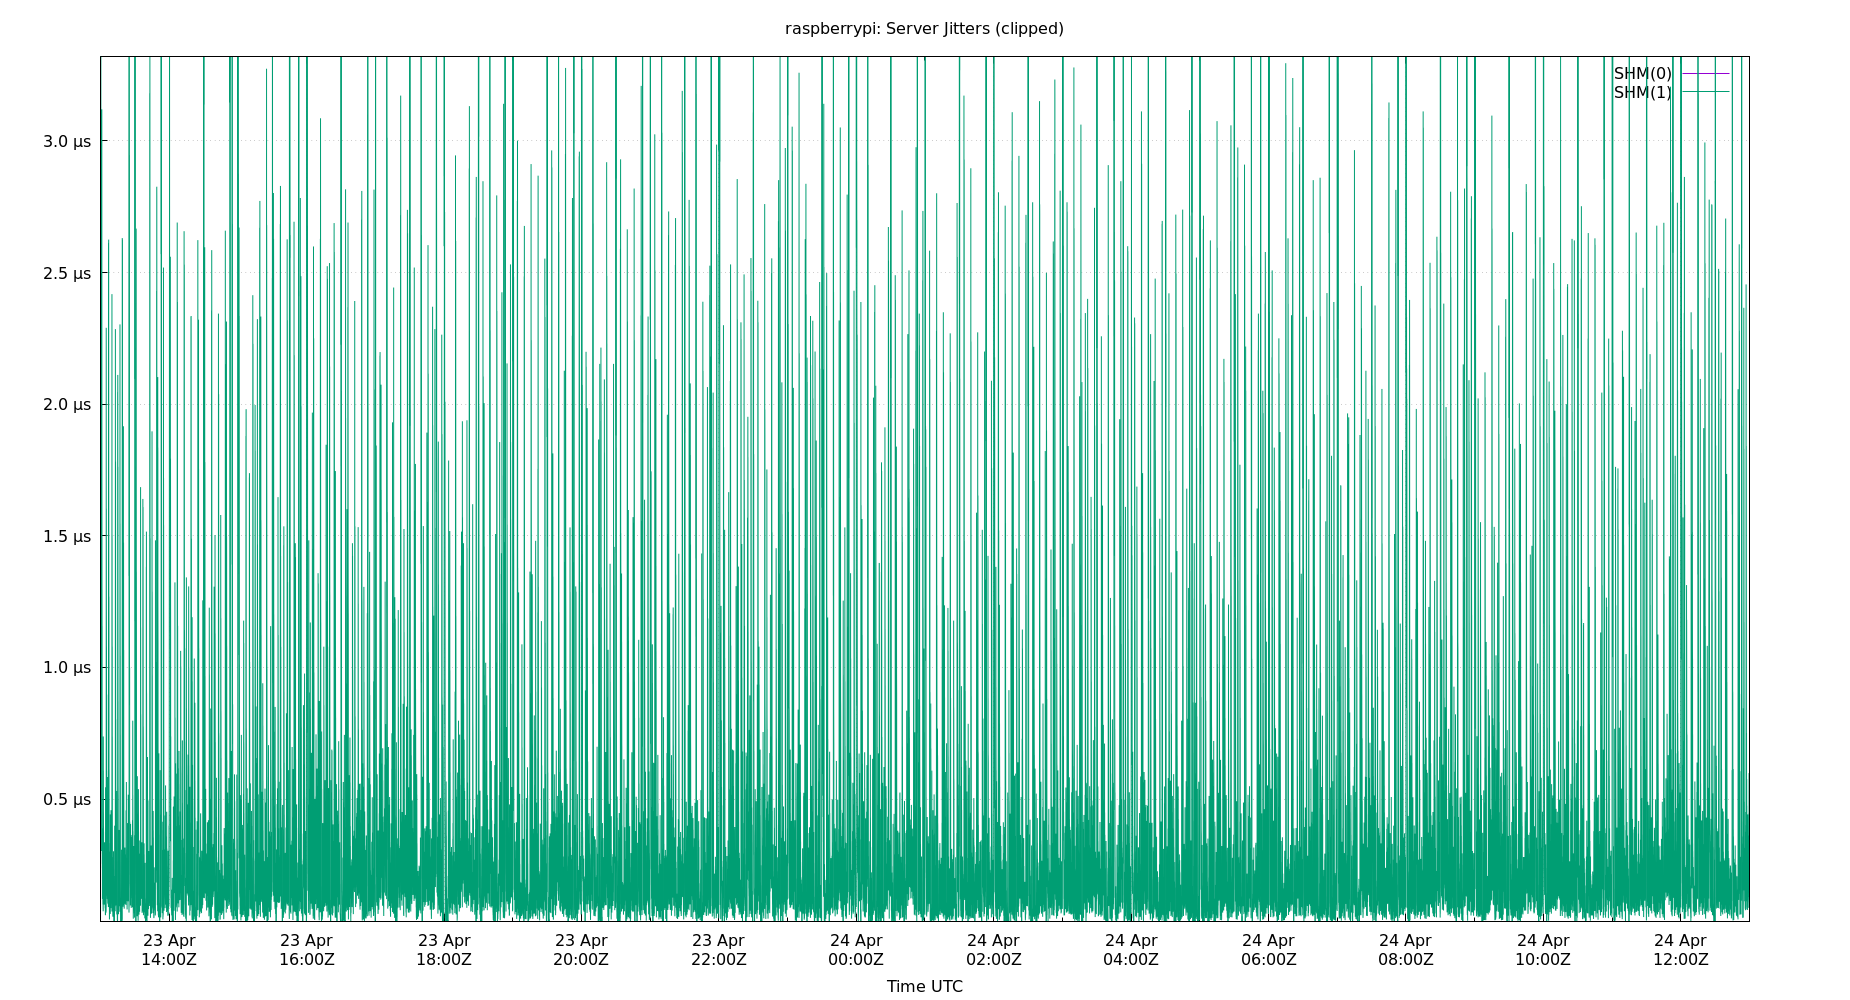 raspberrypi: Server Jitters (clipped)
SHM(0)
SHM(1)
3.0 µs
2.5 µs
2.0 µs
1.5 µs
1.0 µs
0.5 µs
23 Apr 23 Apr 23 Apr 23 Apr 23 Apr 24 Apr 24 Apr 24 Apr 24 Apr 24 Apr 24 Apr 24 Apr
14:00Z 16:00Z 18:00Z 20:00Z 22:00Z 00:00Z 02:00Z 04:00Z 06:00Z 08:00Z 10:00Z 12:00Z
Time UTC